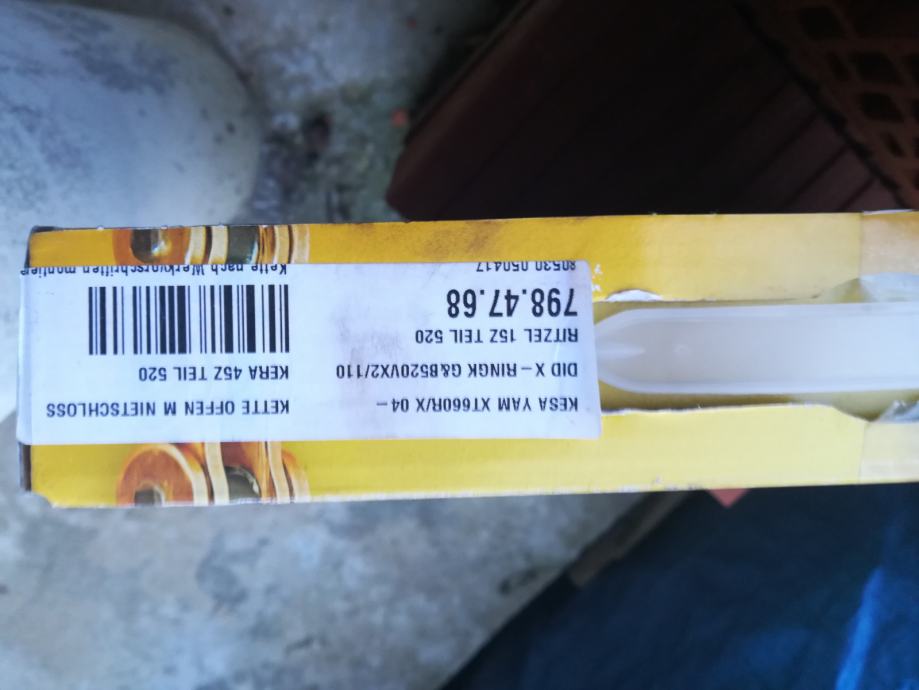 KESA YAM XT660R/X 04– KETTE OFFEN M NIETSCHLOSS
DID X–RINGK G&B520VX2/110 KERA 45Z TEIL 520
RITZEL 15Z TEIL 520
798.47.68
80530 050417 Kette nach Werkvorschriften montie